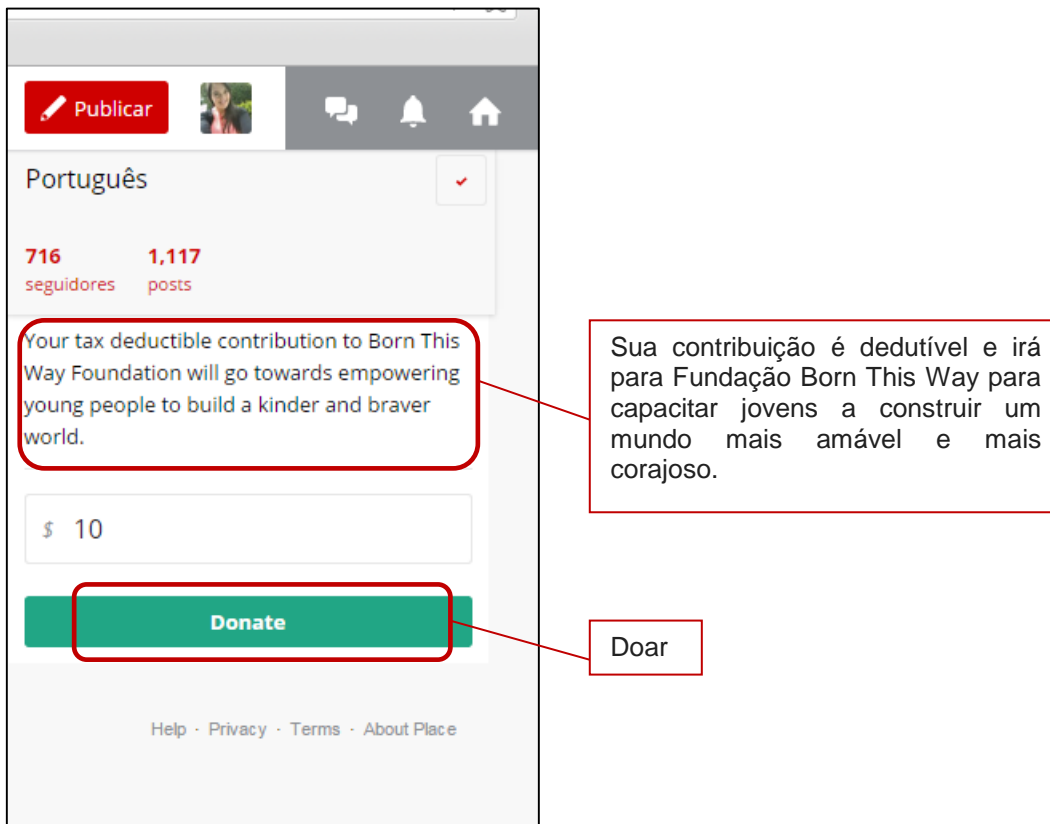 Publicar
Português
716 1,117
seguidores posts
Your tax deductible contribution to Born This
Way Foundation will go towards empowering
young people to build a kinder and braver
world.
$ 10
Donate
Help · Privacy · Terms · About Place
Sua contribuição é dedutível e irá
para Fundação Born This Way para
capacitar jovens a construir um
mundo mais amável e mais
corajoso.
Doar